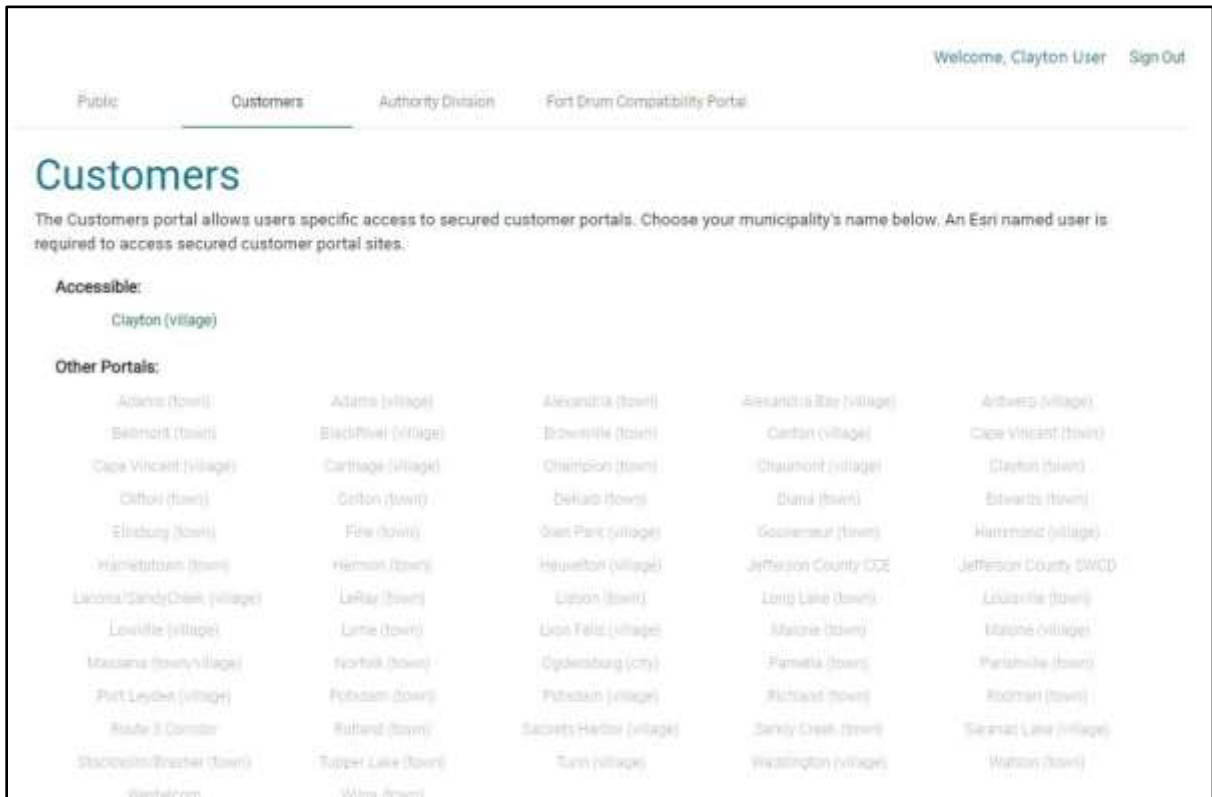 Welcome, Clayton User Sign Out
Public Customers Authority Division Fort Drum Compatibility Portal
Customers
The Customers portal allows users specific access to secured customer portals. Choose your municipality's name below. An Esri named user is
required to access secured customer portal sites.
Accessible:
Clayton (village)
Other Portals:
Adams (town) Adams (village) Alexandria (town) Alexandria Bay (village) Antwerp (village)
Belmont (town) BlackRiver (village) Brownville (town) Canton (village) Cape Vincent (town)
Cape Vincent (village) Carthage (village) Champion (town) Chaumont (village) Clayton (town)
Clifton (town) Colton (town) DeKalb (town) Diana (town) Edwards (town)
Ellisburg (town) Fine (town) Glen Park (village) Gouverneur (town) Hammond (village)
Harrietstown (town) Hermon (town) Heuvelton (village) Jefferson County CCE Jefferson County SWCD
Lacona/SandyCreek (village) LeRay (town) Lisbon (town) Long Lake (town) Louisville (town)
Lowville (village) Lyme (town) Lyon Falls (village) Malone (town) Malone (village)
Massena (town/village) Norfolk (town) Ogdensburg (city) Pamelia (town) Parishville (town)
Port Leyden (village) Potsdam (town) Potsdam (village) Richland (town) Rodman (town)
Route 3 Corridor Rutland (town) Sackets Harbor (village) Sandy Creek (town) Saranac Lake (village)
Stockholm/Brasher (town) Tupper Lake (town) Turin (village) Waddington (village) Watson (town)
Westelcom Wilna (town)